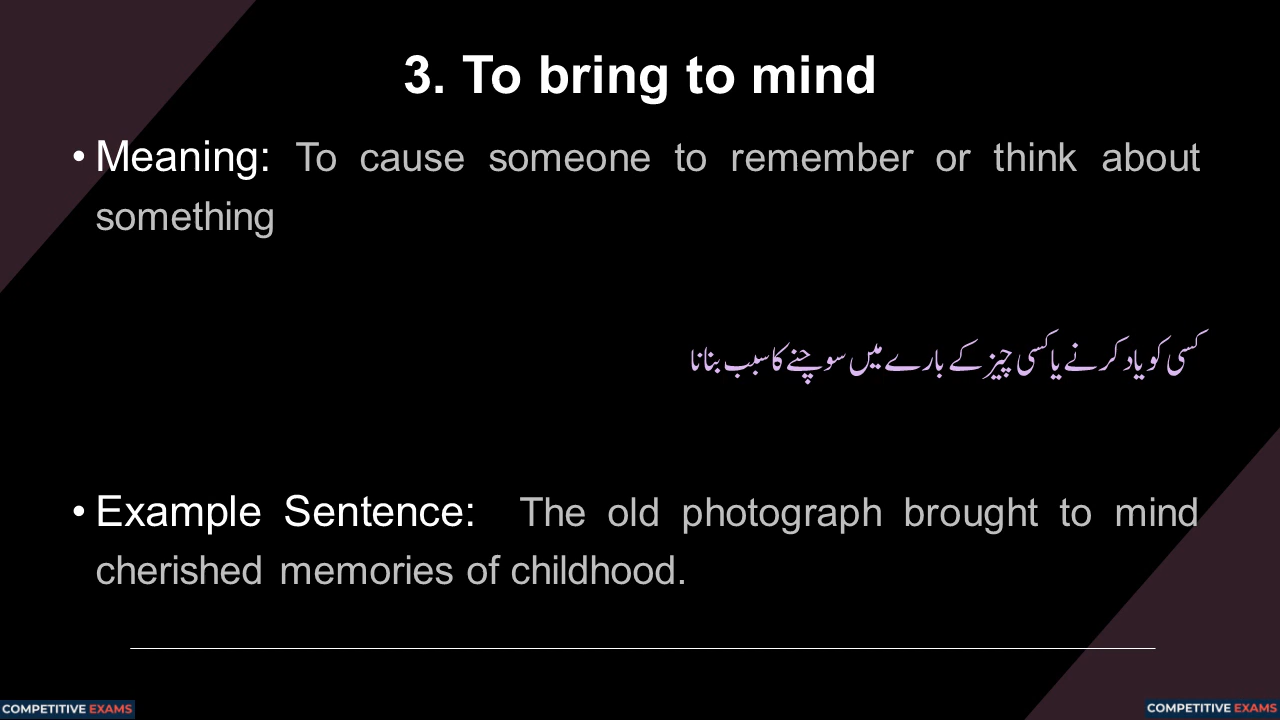 3. To bring to mind
• Meaning: To cause someone to remember or think about
something
کسی کو یاد کرنے یا کسی چیز کے بارے میں سوچنے کا سبب بنانا
• Example Sentence: The old photograph brought to mind
cherished memories of childhood.
COMPETITIVE EXAMS
COMPETITIVE EXAMS